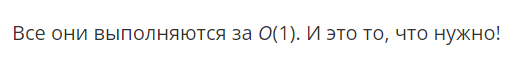 Все они выполняются за O(1). И это то, что нужно!